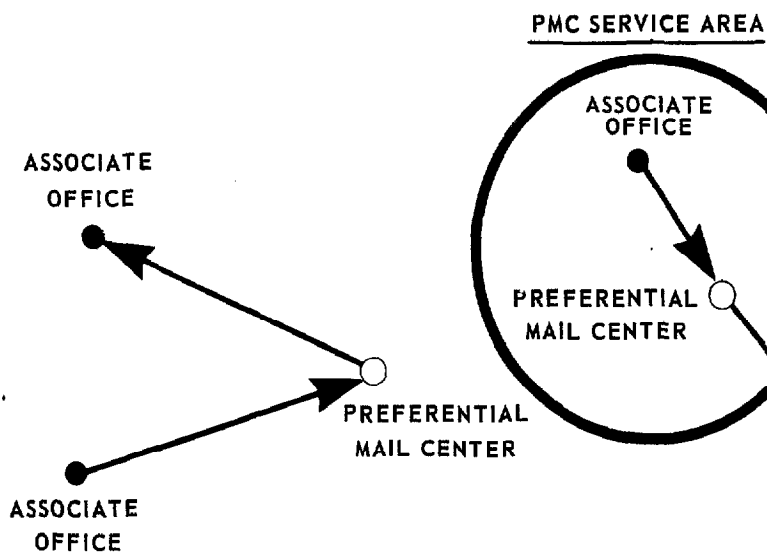 PMC SERVICE AREA
ASSOCIATE
OFFICE
ASSOCIATE
OFFICE
PREFERENTIAL
MAIL CENTER
PREFERENTIAL
MAIL CENTER
ASSOCIATE
OFFICE